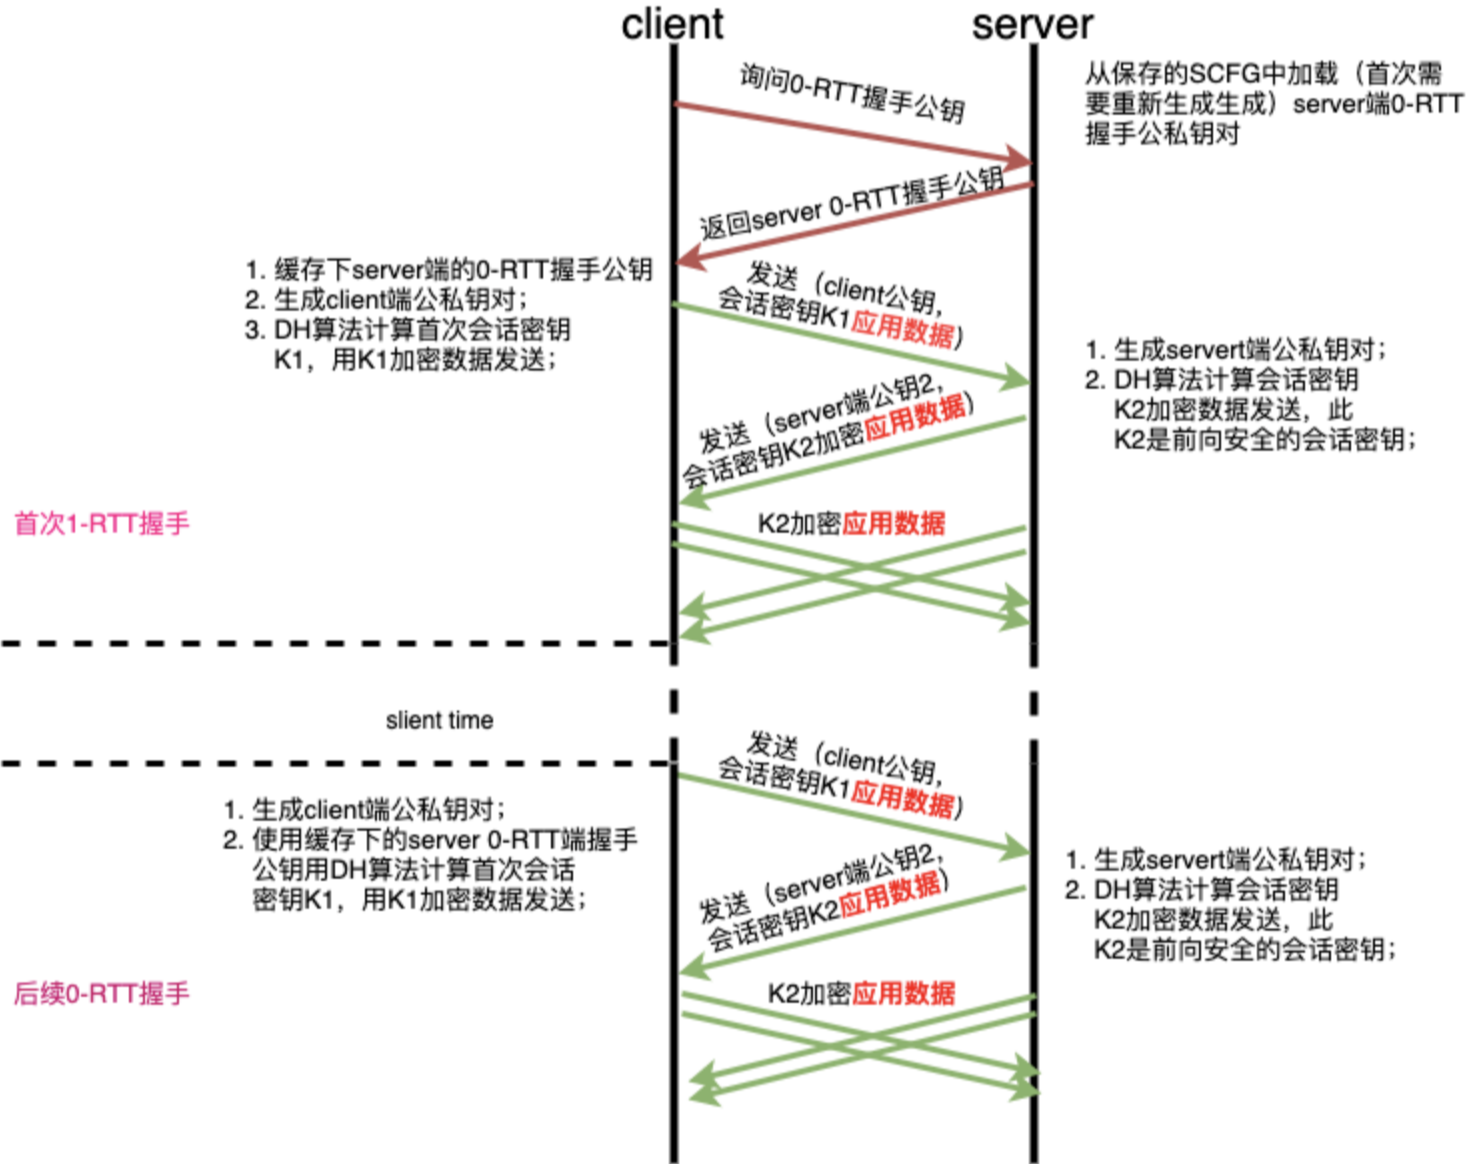 client
server
询问0-RTT握手公钥
从保存的SCFG中加载（首次需
要重新生成生成）server端0-RTT
握手公私钥对
返回server 0-RTT握手公钥
1. 缓存下server端的0-RTT握手公钥
2. 生成client端公私钥对；
3. DH算法计算首次会话密钥
K1，用K1加密数据发送；
发送（client公钥，
会话密钥K1应用数据）
1. 生成servert端公私钥对；
2. DH算法计算会话密钥
K2加密数据发送，此
K2是前向安全的会话密钥；
发送（server端公钥2，
会话密钥K2加密应用数据）
首次1-RTT握手
K2加密应用数据
slient time
发送（client公钥，
会话密钥K1应用数据）
1. 生成client端公私钥对；
2. 使用缓存下的server 0-RTT端握手
公钥用DH算法计算首次会话
密钥K1，用K1加密数据发送；
发送（server端公钥2，
会话密钥K2应用数据）
1. 生成servert端公私钥对；
2. DH算法计算会话密钥
K2加密数据发送，此
K2是前向安全的会话密钥；
后续0-RTT握手
K2加密应用数据